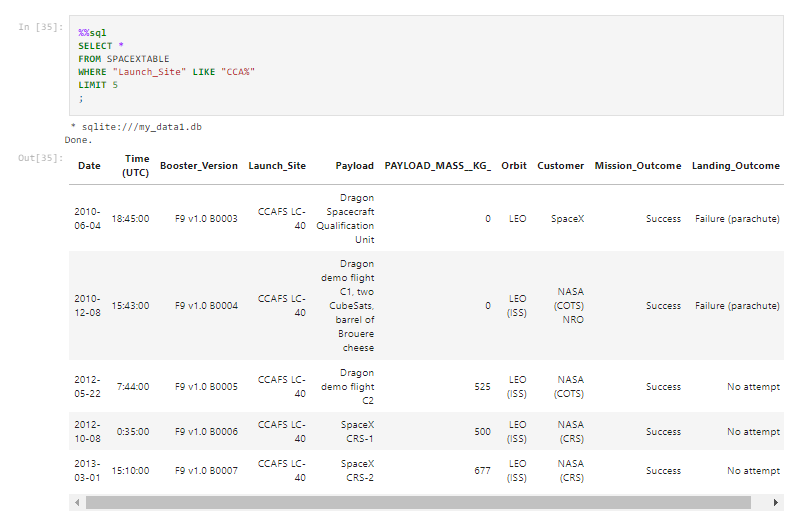 In [35]:
%%sql
SELECT *
FROM SPACEXTABLE
WHERE "Launch_Site" LIKE "CCA%"
LIMIT 5
;
* sqlite:///my_data1.db
Done.
Out[35]:
Date Time (UTC) Booster_Version Launch_Site Payload PAYLOAD_MASS__KG_ Orbit Customer Mission_Outcome Landing_Outcome
2010-06-04 18:45:00 F9 v1.0 B0003 CCAFS LC-40 Dragon Spacecraft Qualification Unit 0 LEO SpaceX Success Failure (parachute)
2010-12-08 15:43:00 F9 v1.0 B0004 CCAFS LC-40 Dragon demo flight C1, two CubeSats, barrel of Brouere cheese 0 LEO (ISS) NASA (COTS) NRO Success Failure (parachute)
2012-05-22 7:44:00 F9 v1.0 B0005 CCAFS LC-40 Dragon demo flight C2 525 LEO (ISS) NASA (COTS) Success No attempt
2012-10-08 0:35:00 F9 v1.0 B0006 CCAFS LC-40 SpaceX CRS-1 500 LEO (ISS) NASA (CRS) Success No attempt
2013-03-01 15:10:00 F9 v1.0 B0007 CCAFS LC-40 SpaceX CRS-2 677 LEO (ISS) NASA (CRS) Success No attempt